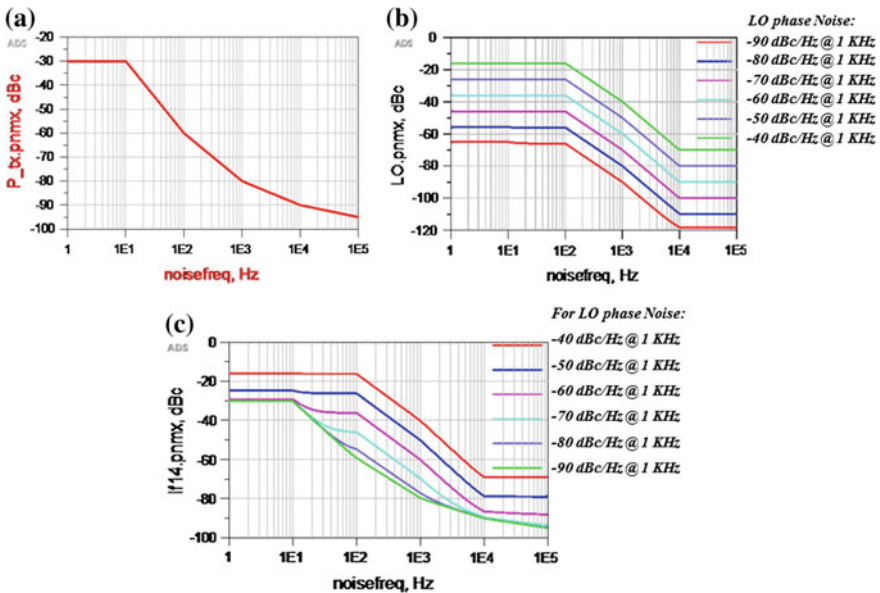 (a)
ADS
P_tx.pnmx, dBc
-20
-30
-40
-50
-60
-70
-80
-90
-100
1
1E1
1E2
1E3
1E4
1E5
noisefreq, Hz
(b)
ADS
LO.pnmx, dBc
0
-20
-40
-60
-80
-100
-120
1
1E1
1E2
1E3
1E4
1E5
noisefreq, Hz
LO phase Noise:
-90 dBc/Hz@ 1 KHz
-80 dBc/Hz@ 1 KHz
-70 dBc/Hz@ 1 KHz
-60 dBc/Hz@ 1 KHz
-50 dBc/Hz@ 1 KHz
-40 dBc/Hz@ 1 KHz
(c)
ADS
If14.pnmx, dBc
0
-20
-40
-60
-80
-100
1
1E1
1E2
1E3
1E4
1E5
noisefreq, Hz
For LO phase Noise:
-40 dBc/Hz@ 1 KHz
-50 dBc/Hz@ 1 KHz
-60 dBc/Hz@ 1 KHz
-70 dBc/Hz@ 1 KHz
-80 dBc/Hz@ 1 KHz
-90 dBc/Hz@ 1 KHz